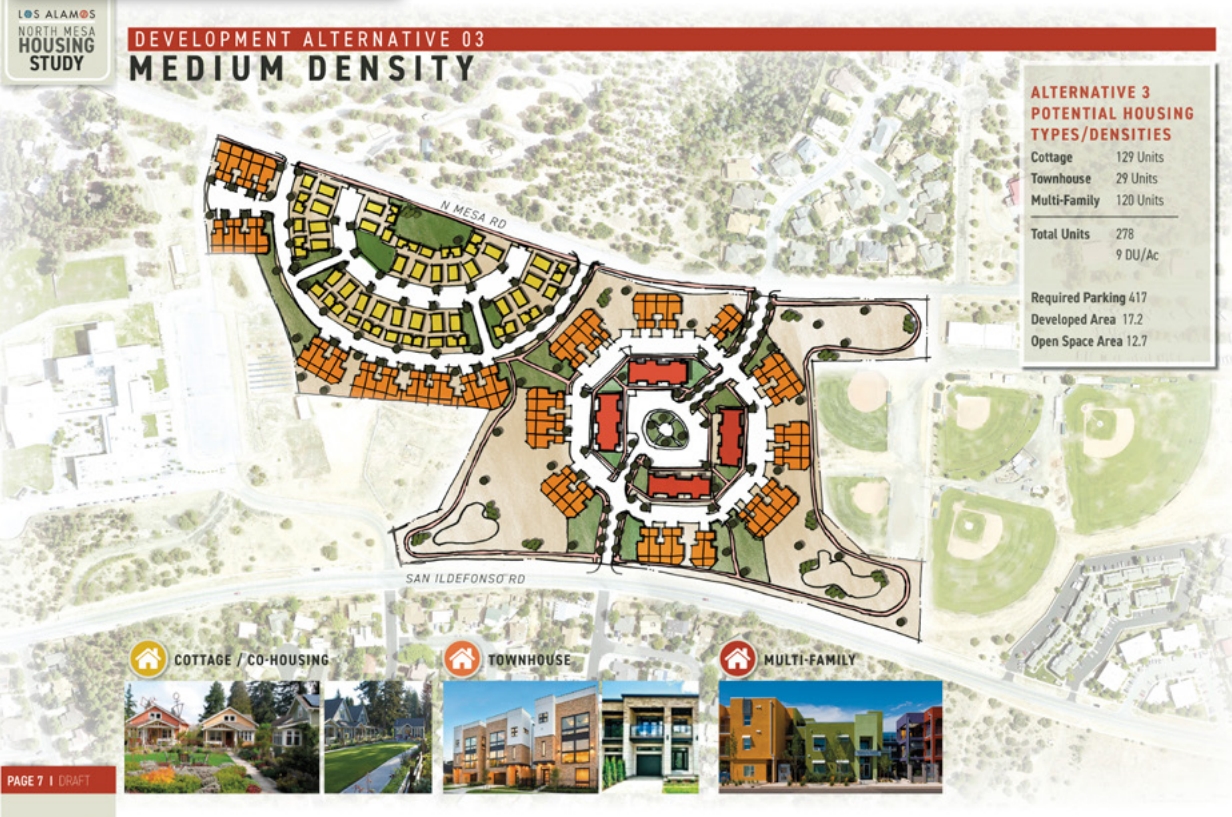 LOS ALAMOS
NORTH MESA
HOUSING
STUDY
DEVELOPMENT ALTERNATIVE 03
MEDIUM DENSITY
ALTERNATIVE 3
POTENTIAL HOUSING
TYPES/DENSITIES
Cottage 129 Units
Townhouse 29 Units
Multi-Family 120 Units
Total Units 278
9 DU/Ac
Required Parking 417
Developed Area 17.2
Open Space Area 12.7
N MESA RD
SAN ILDEFONSO RD
COTTAGE / CO-HOUSING
TOWNHOUSE
MULTI-FAMILY
PAGE 7 | DRAFT